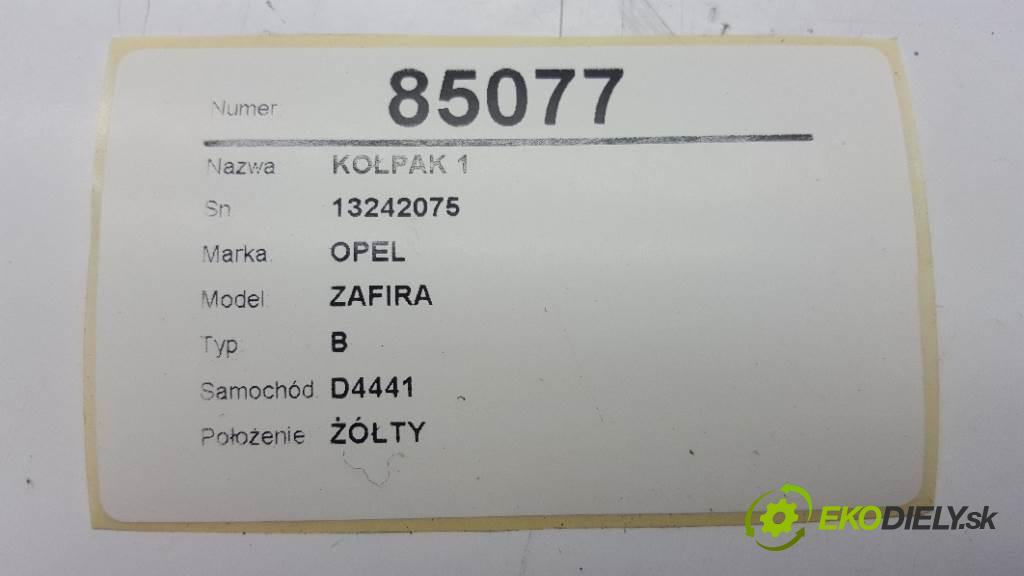 Numer 85077
Nazwa KOŁPAK 1
Sn 13242075
Marka: OPEL
Model: ZAFIRA
Typ: B
Samochód: D4441
Położenie ŻÓŁTY
EKODIELY.sk